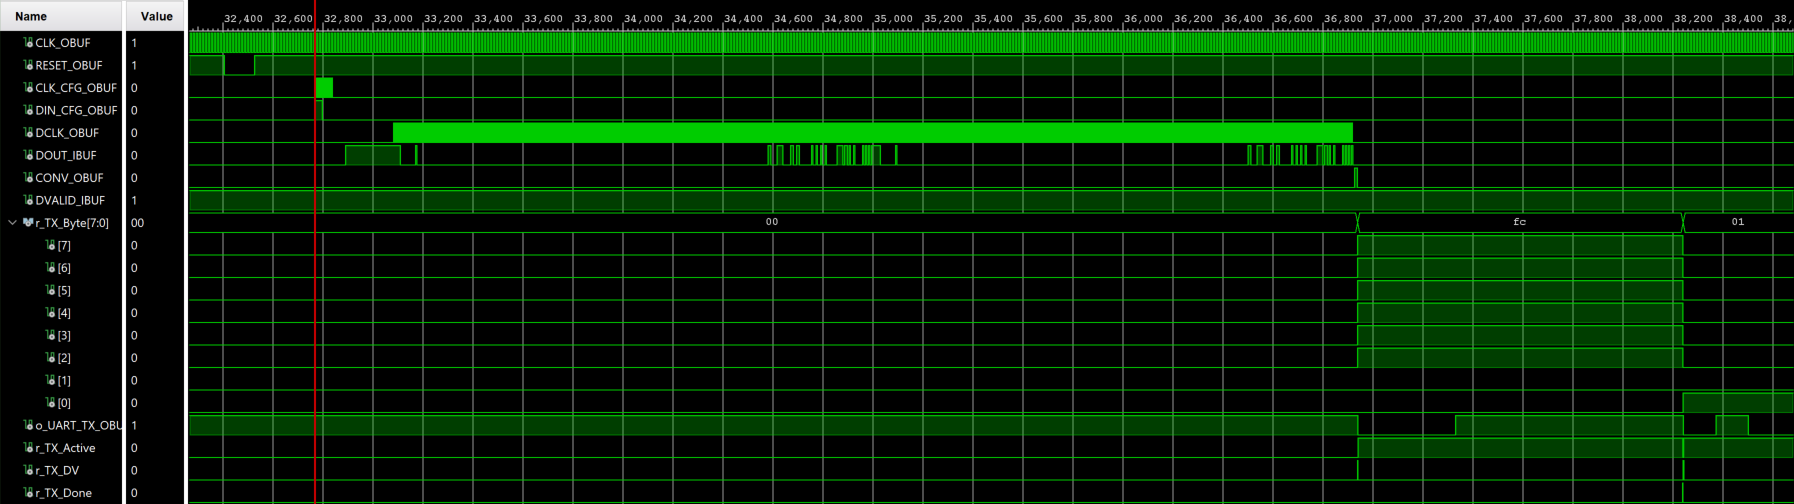 Name Value 32,400 32,600 32,800 33,000 33,200 33,400 33,600 33,800 34,000 34,200 34,400 34,600 34,800 35,000 35,200 35,400 35,600 35,800 36,000 36,200 36,400 36,600 36,800 37,000 37,200 37,400 37,600 37,800 38,000 38,200 38,400 38,
CLK_OBUF 1
RESET_OBUF 1
CLK_CFG_OBUF 0
DIN_CFG_OBUF 0
DCLK_OBUF 0
DOUT_IBUF 0
CONV_OBUF 0
DVALID_IBUF 1
r_TX_Byte[7:0] 00 00 fc 01
[7] 0
[6] 0
[5] 0
[4] 0
[3] 0
[2] 0
[1] 0
[0] 0
o_UART_TX_OBU 1
r_TX_Active 0
r_TX_DV 0
r_TX_Done 0